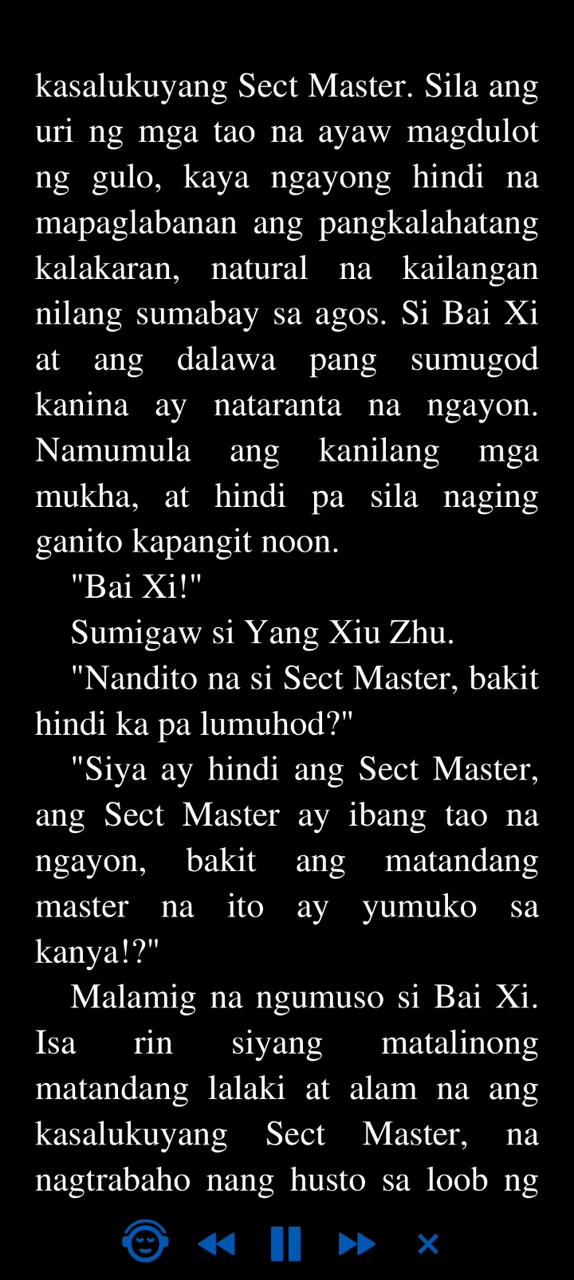 kasalukuyang Sect Master. Sila ang
uri ng mga tao na ayaw magdulot
ng gulo, kaya ngayong hindi na
mapaglabanan ang pangkalahatang
kalakaran, natural na kailangan
nilang sumabay sa agos. Si Bai Xi
at ang dalawa pang sumugod
kanina ay nataranta na ngayon.
Namumula ang kanilang mga
mukha, at hindi pa sila naging
ganito kapangit noon.
"Bai Xi!"
Sumigaw si Yang Xiu Zhu.
"Nandito na si Sect Master, bakit
hindi ka pa lumuhod?"
"Siya ay hindi ang Sect Master,
ang Sect Master ay ibang tao na
ngayon, bakit ang matandang
master na ito ay yumuko sa
kanya!?"
Malamig na ngumuso si Bai Xi.
Isa rin siyang matalinong
matandang lalaki at alam na ang
kasalukuyang Sect Master, na
nagtrabaho nang husto sa loob ng